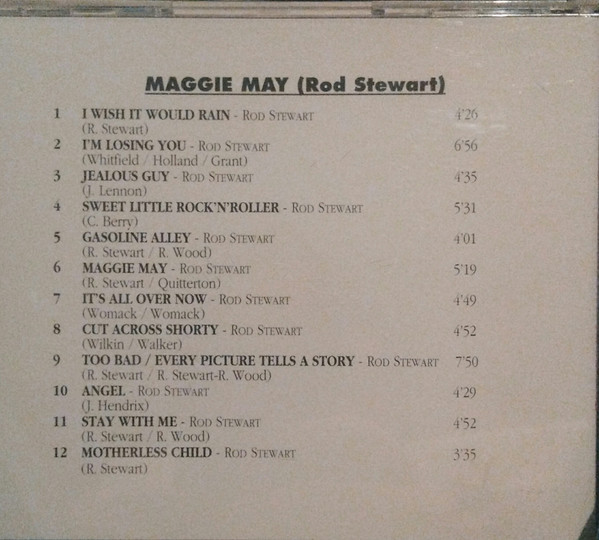 MAGGIE MAY (Rod Stewart)
1 I WISH IT WOULD RAIN - ROD STEWART 4'26
(R. Stewart)
2 I'M LOSING YOU - ROD STEWART 6'56
(Whitfield / Holland / Grant)
3 JEALOUS GUY - ROD STEWART 4'35
(J. Lennon)
4 SWEET LITTLE ROCK'N'ROLLER - ROD STEWART 5'31
(C. Berry)
5 GASOLINE ALLEY - ROD STEWART 4'01
(R. Stewart / R. Wood)
6 MAGGIE MAY - ROD STEWART 5'19
(R. Stewart / Quitterton)
7 IT'S ALL OVER NOW - ROD STEWART 4'49
(Womack / Womack)
8 CUT ACROSS SHORTY - ROD STEWART 4'52
(Wilkin / Walker)
9 TOO BAD / EVERY PICTURE TELLS A STORY - ROD STEWART 7'50
(R. Stewart / R. Stewart-R. Wood)
10 ANGEL - ROD STEWART 4'29
(J. Hendrix)
11 STAY WITH ME - ROD STEWART 4'52
(R. Stewart / R. Wood)
12 MOTHERLESS CHILD - ROD STEWART 3'35
(R. Stewart)